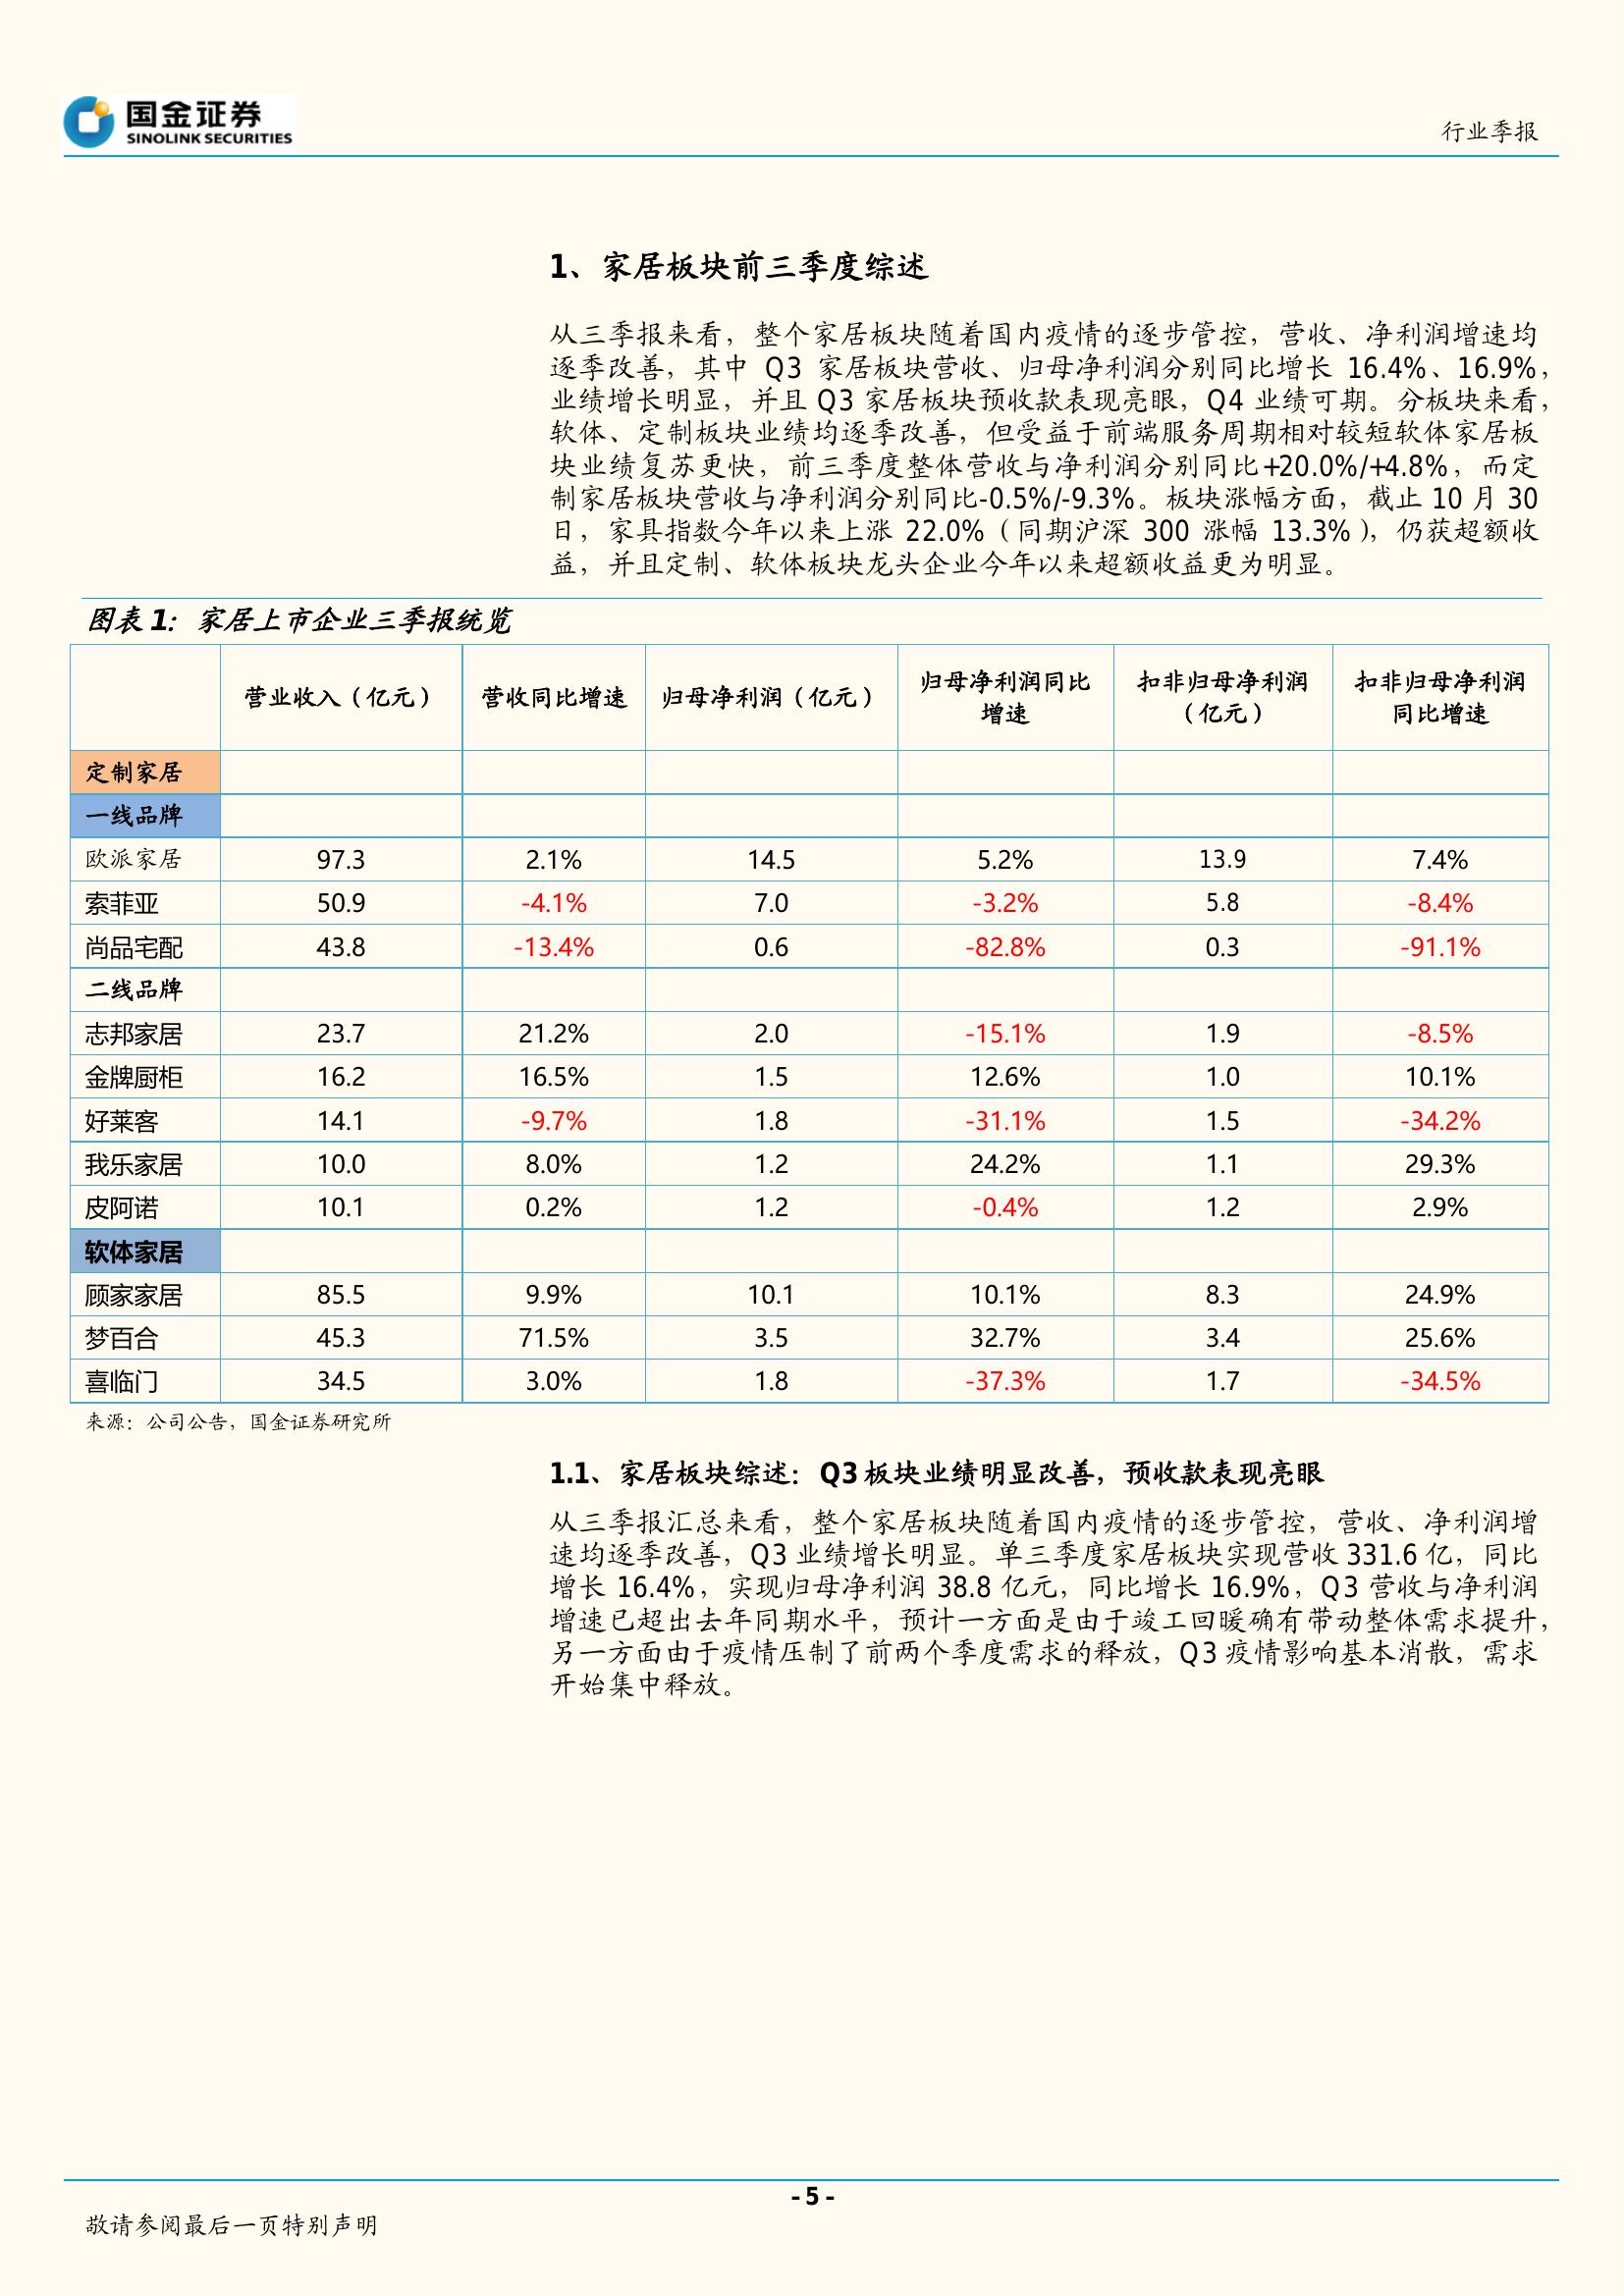 国金证券
SINOLINK SECURITIES
行业季报
1、家居板块前三季度综述
从三季报来看，整个家居板块随着国内疫情的逐步管控，营收、净利润增速均
逐季改善，其中 Q3 家居板块营收、归母净利润分别同比增长 16.4%、16.9%，
业绩增长明显，并且 Q3 家居板块预收款表现亮眼，Q4 业绩可期。分板块来看，
软体、定制板块业绩均逐季改善，但受益于前端服务周期相对较短软体家居板
块业绩复苏更快，前三季度整体营收与净利润分别同比+20.0%/+4.8%，而定
制家居板块营收与净利润分别同比-0.5%/-9.3%。板块涨幅方面，截止 10 月 30
日，家具指数今年以来上涨 22.0%（同期沪深 300 涨幅 13.3%），仍获超额收
益，并且定制、软体板块龙头企业今年以来超额收益更为明显。
图表1：家居上市企业三季报统览
营业收入（亿元） 营收同比增速 归母净利润（亿元） 归母净利润同比增速 扣非归母净利润（亿元） 扣非归母净利润同比增速
定制家居
一线品牌
欧派家居 97.3 2.1% 14.5 5.2% 13.9 7.4%
索菲亚 50.9 -4.1% 7.0 -3.2% 5.8 -8.4%
尚品宅配 43.8 -13.4% 0.6 -82.8% 0.3 -91.1%
二线品牌
志邦家居 23.7 21.2% 2.0 -15.1% 1.9 -8.5%
金牌厨柜 16.2 16.5% 1.5 12.6% 1.0 10.1%
好莱客 14.1 -9.7% 1.8 -31.1% 1.5 -34.2%
我乐家居 10.0 8.0% 1.2 24.2% 1.1 29.3%
皮阿诺 10.1 0.2% 1.2 -0.4% 1.2 2.9%
软体家居
顾家家居 85.5 9.9% 10.1 10.1% 8.3 24.9%
梦百合 45.3 71.5% 3.5 32.7% 3.4 25.6%
喜临门 34.5 3.0% 1.8 -37.3% 1.7 -34.5%
来源：公司公告，国金证券研究所
1.1、家居板块综述：Q3板块业绩明显改善，预收款表现亮眼
从三季报汇总来看，整个家居板块随着国内疫情的逐步管控，营收、净利润增
速均逐季改善，Q3 业绩增长明显。单三季度家居板块实现营收 331.6 亿，同比
增长 16.4%，实现归母净利润 38.8 亿元，同比增长 16.9%，Q3 营收与净利润
增速已超出去年同期水平，预计一方面是由于竣工回暖确有带动整体需求提升，
另一方面由于疫情压制了前两个季度需求的释放，Q3 疫情影响基本消散，需求
开始集中释放。
- 5 -
敬请参阅最后一页特别声明